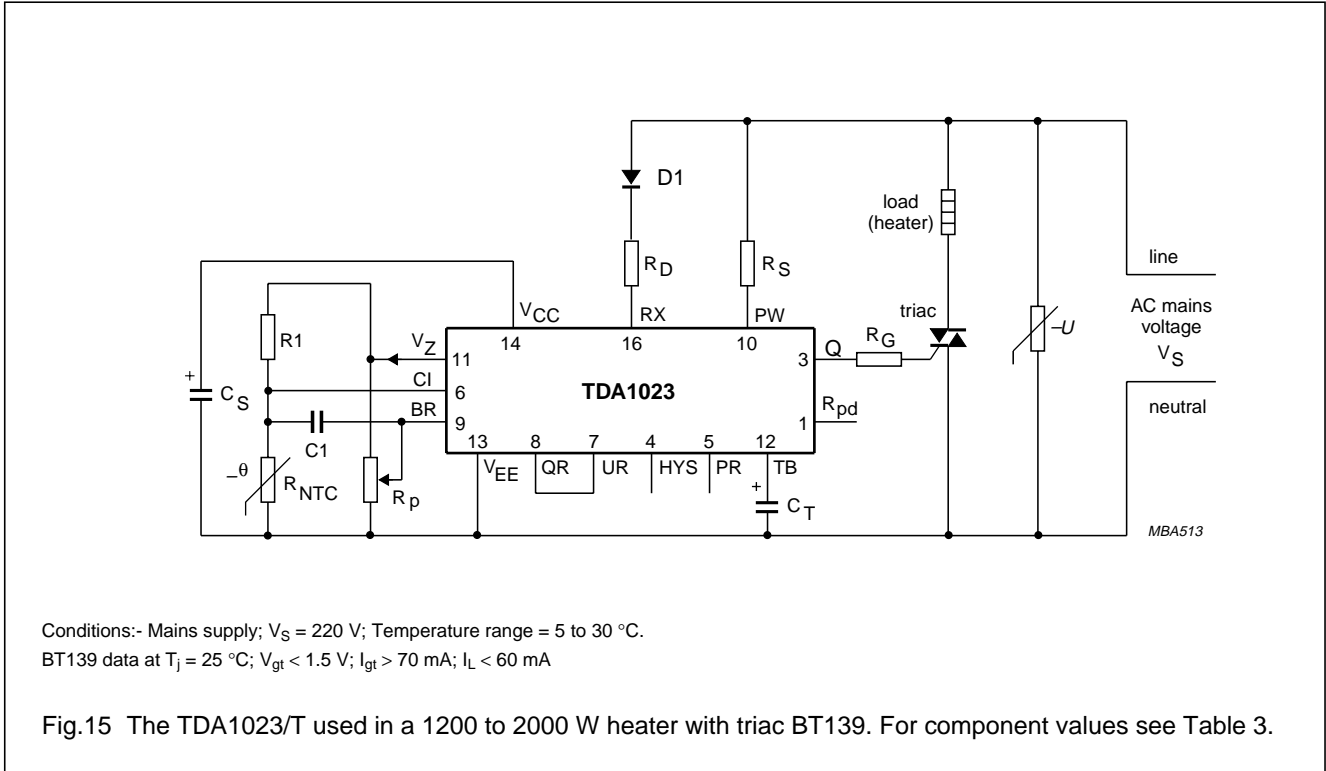 D1
load
(heater)
line
R_D
R_S
AC mains
voltage
V_S
V_CC
RX
PW
triac
–U
R1
V_Z
14
16
10
R_G
11
3
Q
CI
+
C_S
6
TDA1023
BR
R_pd
neutral
9
1
C1
13
8
7
4
5
12
–θ
V_EE
QR
UR
HYS
PR
TB
R_NTC
R_p
+
C_T
MBA513
Conditions:- Mains supply; V_S = 220 V; Temperature range = 5 to 30 °C.
BT139 data at T_j = 25 °C; V_gt < 1.5 V; I_gt > 70 mA; I_L < 60 mA
Fig.15 The TDA1023/T used in a 1200 to 2000 W heater with triac BT139. For component values see Table 3.